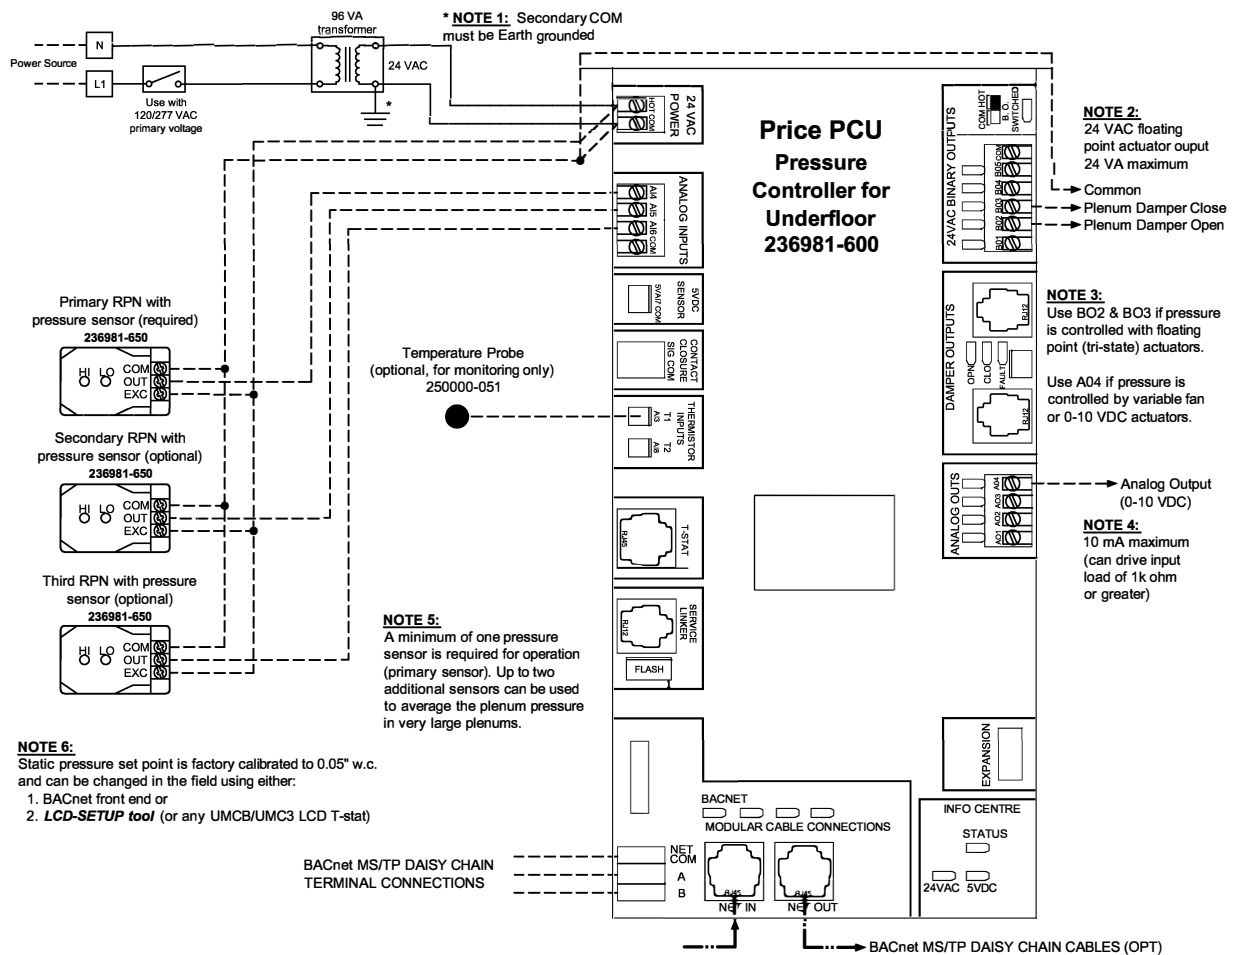 96 VA
transformer
* NOTE 1: Secondary COM
must be Earth grounded
N
Power Source
L1
24 VAC
*
Use with
120/277 VAC
primary voltage
HOT
COM
24 VAC
POWER
Price PCU
Pressure
Controller for
Underfloor
236981-600
COM HOT
B. O.
SWITCHED
24VAC BINARY OUTPUTS
COM
B05
B04
B03
B02
B01
NOTE 2:
24 VAC floating
point actuator ouput
24 VA maximum
Common
Plenum Damper Close
Plenum Damper Open
AI4
AI5
AI6
COM
ANALOG INPUTS
5VAI7 COM
5VDC
SENSOR
CONTACT
CLOSURE
SIG COM
THERMISTOR
INPUTS
T1
AI3
T2
AI8
Primary RPN with
pressure sensor (required)
236981-650
HI LO
COM
OUT
EXC
Temperature Probe
(optional, for monitoring only)
250000-051
Secondary RPN with
pressure sensor (optional)
236981-650
HI LO
COM
OUT
EXC
Third RPN with pressure
sensor (optional)
236981-650
HI LO
COM
OUT
EXC
DAMPER OUTPUTS
RJ12
OPN
CLO
FAULT
RJ12
NOTE 3:
Use BO2 & BO3 if pressure
is controlled with floating
point (tri-state) actuators.
Use A04 if pressure is
controlled by variable fan
or 0-10 VDC actuators.
ANALOG OUTS
A04
AO3
AO2
AO1
Analog Output
(0-10 VDC)
NOTE 4:
10 mA maximum
(can drive input
load of 1k ohm
or greater)
RJ45
T-STAT
RJ12
SERVICE
LINKER
FLASH
NOTE 5:
A minimum of one pressure
sensor is required for operation
(primary sensor). Up to two
additional sensors can be used
to average the plenum pressure
in very large plenums.
NOTE 6:
Static pressure set point is factory calibrated to 0.05" w.c.
and can be changed in the field using either:
1. BACnet front end or
2. LCD-SETUP tool (or any UMCB/UMC3 LCD T-stat)
EXPANSION
BACNET
MODULAR CABLE CONNECTIONS
INFO CENTRE
STATUS
24VAC 5VDC
BACnet MS/TP DAISY CHAIN
TERMINAL CONNECTIONS
NET
COM
A
B
RJ45
NET IN
RJ45
NET OUT
BACnet MS/TP DAISY CHAIN CABLES (OPT)